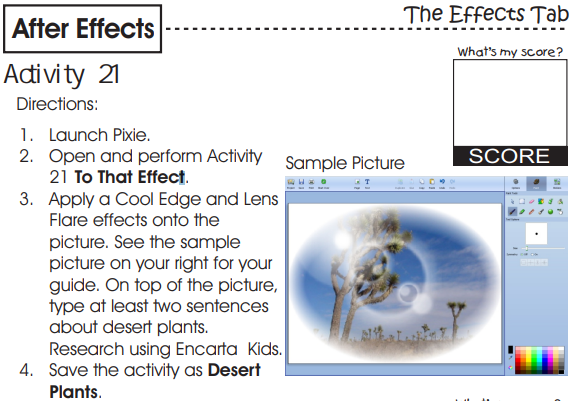 The Effects Tab
After Effects
What's my score?
Activity 21
SCORE
Directions:
1. Launch Pixie.
2. Open and perform Activity
21 To That Effect.
Sample Picture
3. Apply a Cool Edge and Lens
Flare effects onto the
picture. See the sample
picture on your right for your
guide. On top of the picture,
type at least two sentences
about desert plants.
Research using Encarta Kids.
4. Save the activity as Desert
Plants.